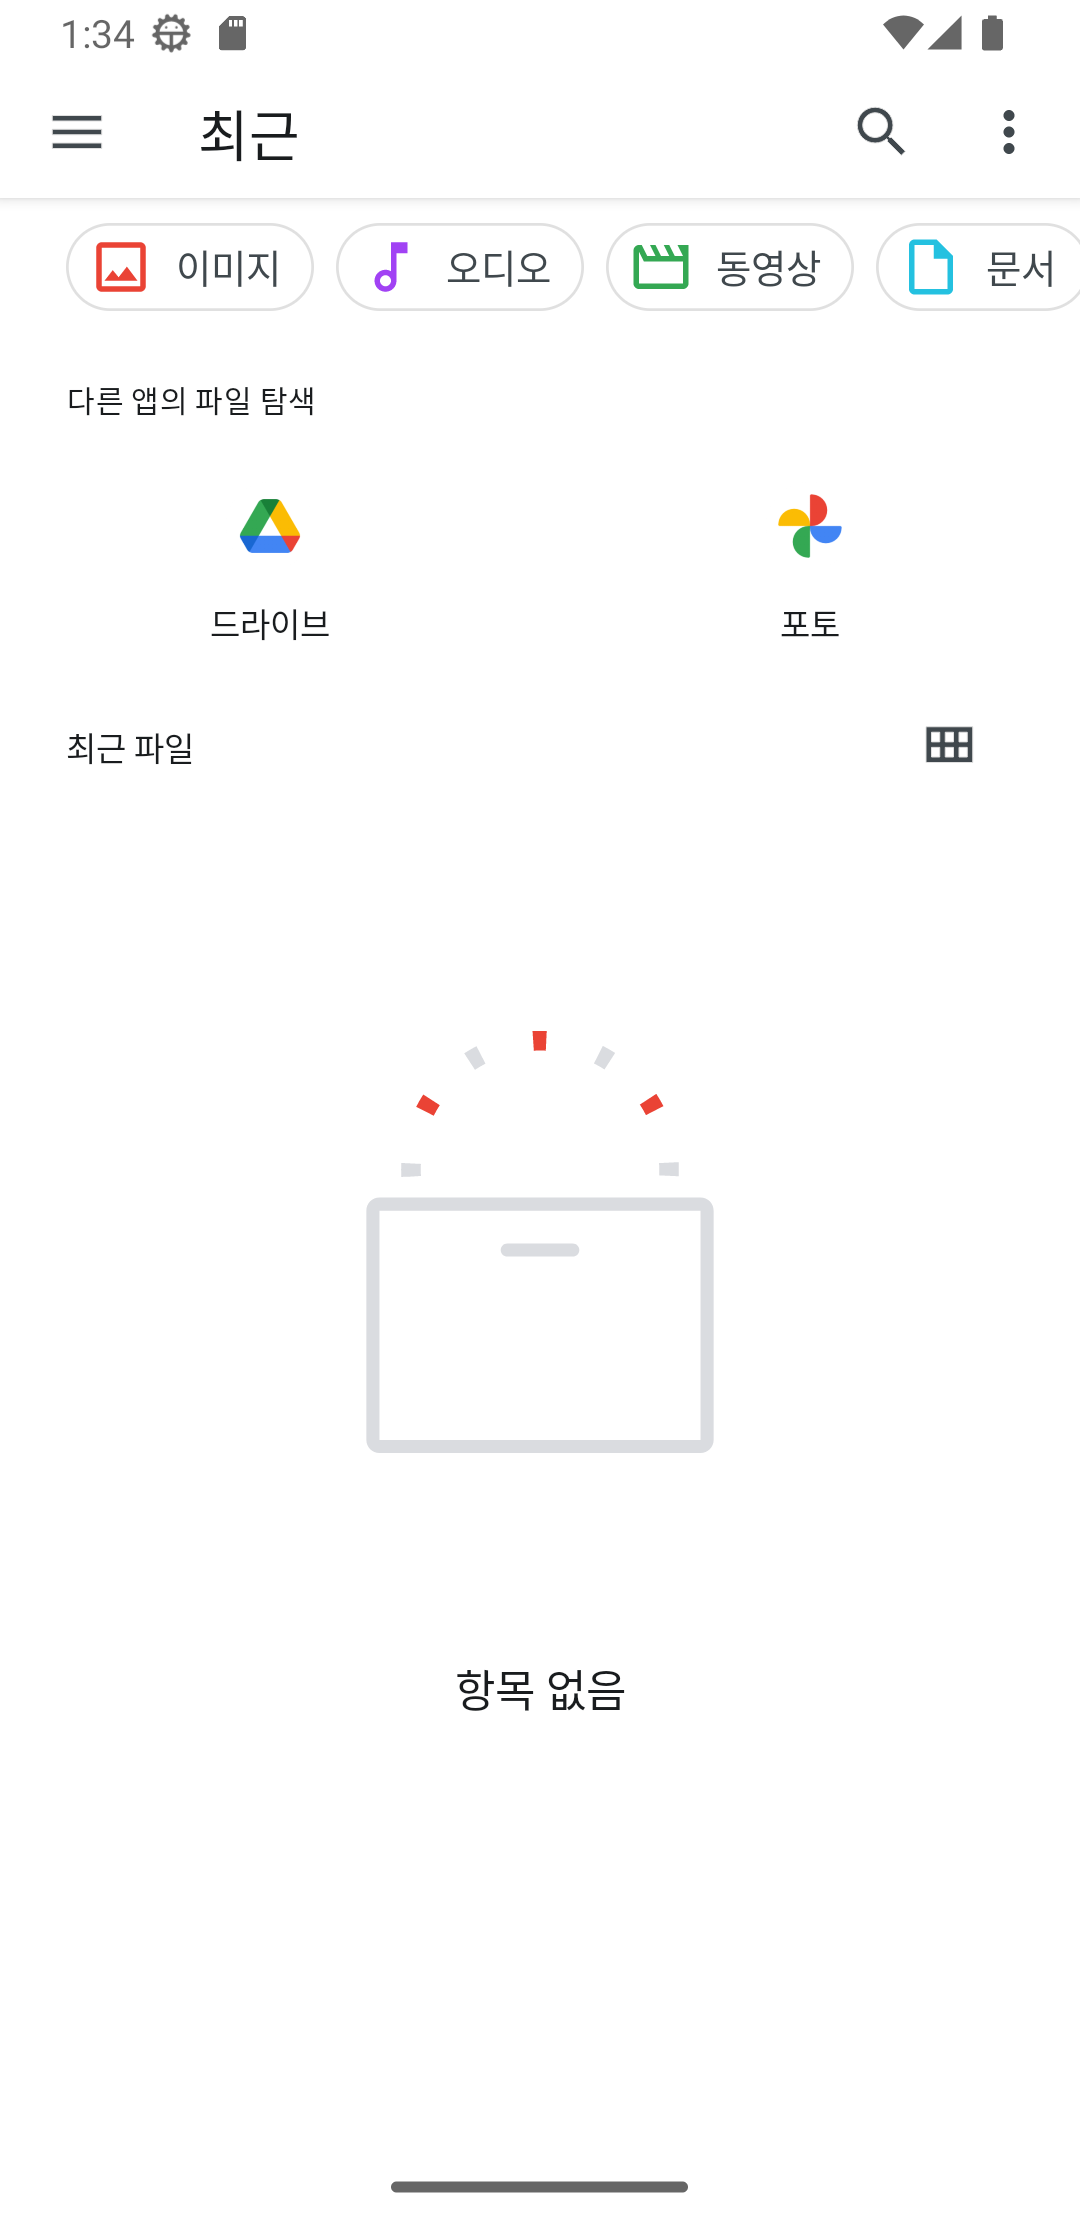 1:34
최근
이미지 오디오 동영상 문서
다른 앱의 파일 탐색
드라이브 포토
최근 파일
항목 없음